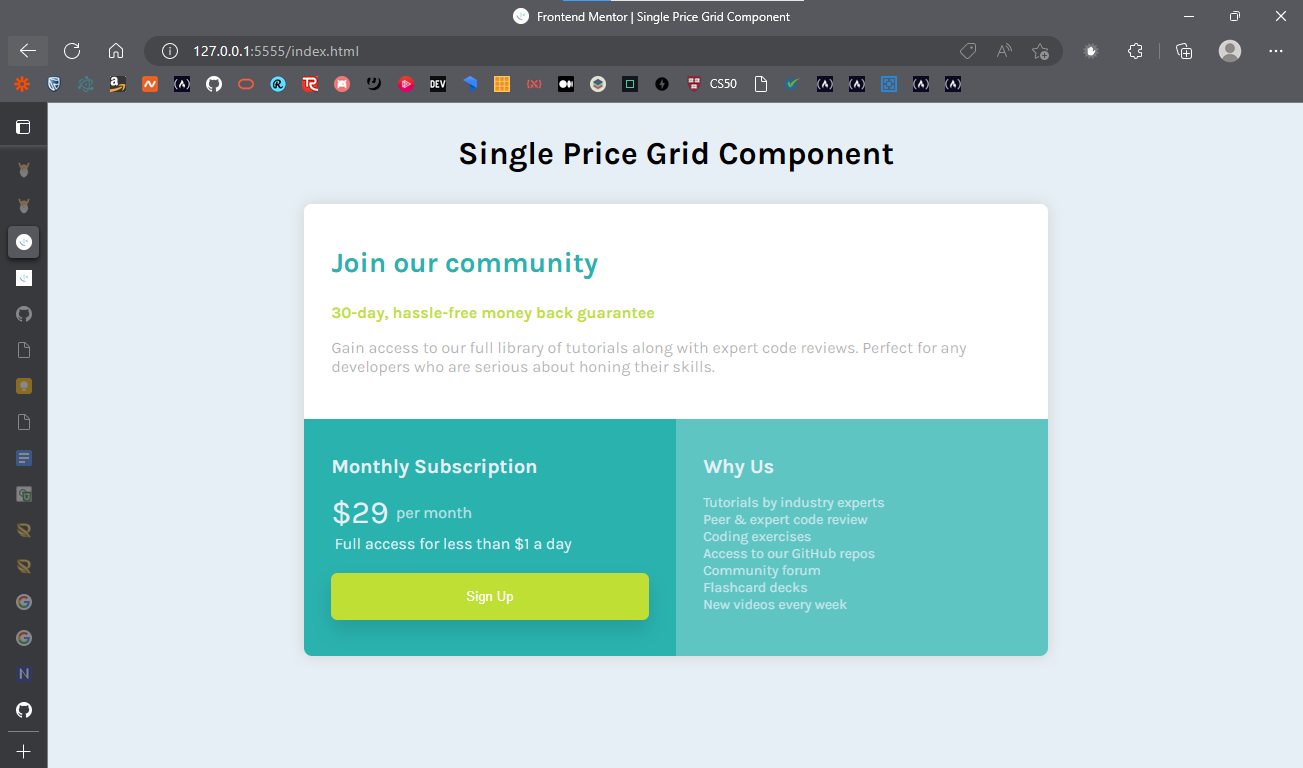 Frontend Mentor | Single Price Grid Component
127.0.0.1:5555/index.html
CS50
Single Price Grid Component
Join our community
30-day, hassle-free money back guarantee
Gain access to our full library of tutorials along with expert code reviews. Perfect for any
developers who are serious about honing their skills.
Monthly Subscription
$29 per month
Full access for less than $1 a day
Sign Up
Why Us
Tutorials by industry experts
Peer & expert code review
Coding exercises
Access to our GitHub repos
Community forum
Flashcard decks
New videos every week